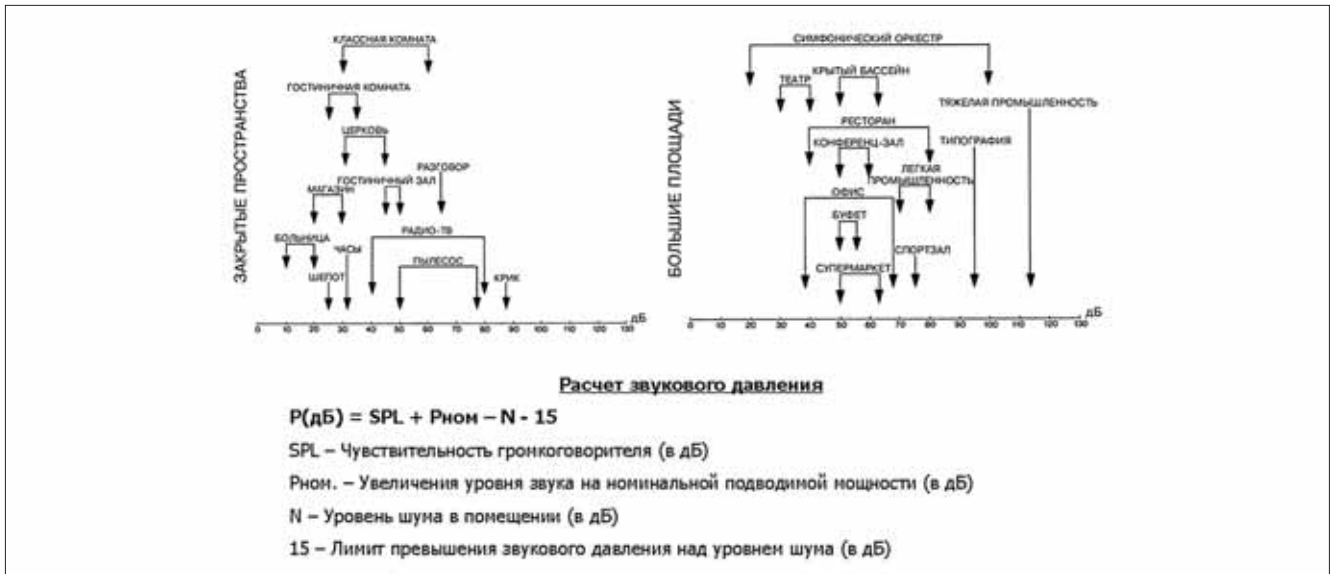 ЗАКРЫТЫЕ ПРОСТРАНСТВА
КЛАССНАЯ КОМНАТА
ГОСТИНИЧНАЯ КОМНАТА
ЦЕРКОВЬ
РАЗГОВОР
ГОСТИНИЧНЫЙ ЗАЛ
МАГАЗИН
РАДИО-ТВ
БОЛЬНИЦА
ЧАСЫ
ПЫЛЕСОС
ШЕПОТ
КРИК
0 10 20 30 40 50 60 70 80 90 100 110 120 130 дБ
БОЛЬШИЕ ПЛОЩАДИ
СИМФОНИЧЕСКИЙ ОРКЕСТР
КРЫТЫЙ БАССЕЙН
ТЕАТР
ТЯЖЕЛАЯ ПРОМЫШЛЕННОСТЬ
РЕСТОРАН
КОНФЕРЕНЦ-ЗАЛ
ТИПОГРАФИЯ
ЛЕГКАЯ
ПРОМЫШЛЕННОСТЬ
ОФИС
БУФЕТ
СПОРТЗАЛ
СУПЕРМАРКЕТ
0 10 20 30 40 50 60 70 80 90 100 110 120 130 дБ
Расчет звукового давления
P(дБ) = SPL + Pном – N - 15
SPL – Чувствительность громкоговорителя (в дБ)
Pном. – Увеличения уровня звука на номинальной подводимой мощности (в дБ)
N – Уровень шума в помещении (в дБ)
15 – Лимит превышения звукового давления над уровнем шума (в дБ)